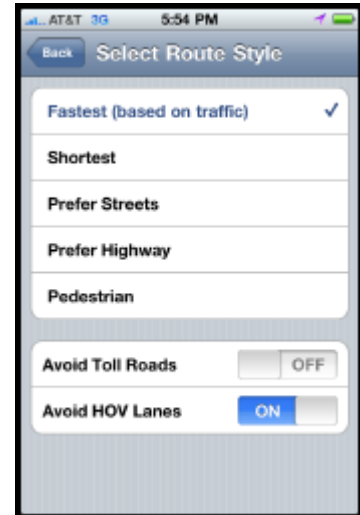 AT&T 3G 5:54 PM
Back Select Route Style
Fastest (based on traffic)
Shortest
Prefer Streets
Prefer Highway
Pedestrian
Avoid Toll Roads OFF
Avoid HOV Lanes ON